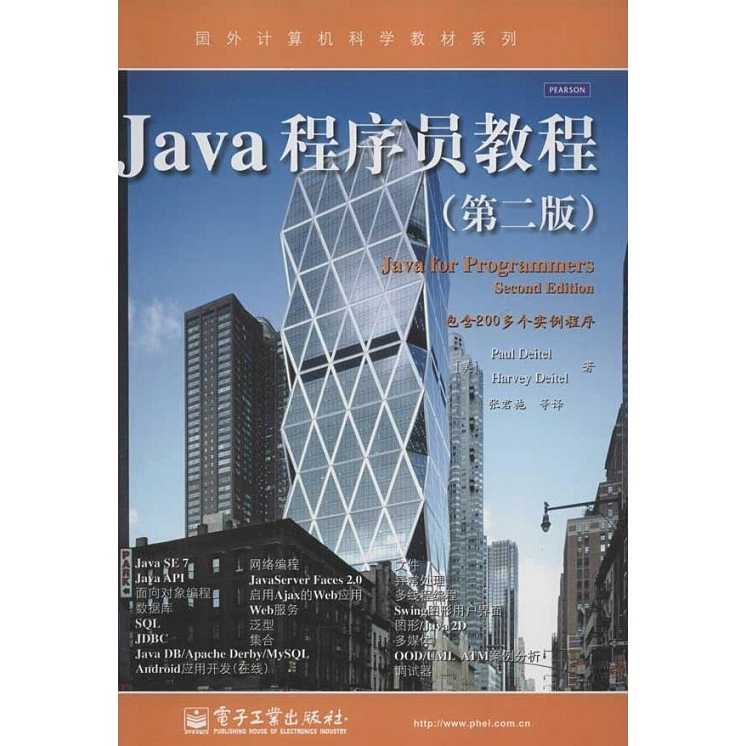 国外计算机科学教材系列
PEARSON
Java程序员教程
（第二版）
Java for Programmers
Second Edition
包含200多个实例程序
[美] Paul Deitel
Harvey Deitel 著
张君施 等译
PARK
Java SE 7
Java API
面向对象编程
数据库
SQL
JDBC
Java DB/Apache Derby/MySQL
Android应用开发(在线)
网络编程
JavaServer Faces 2.0
启用Ajax的Web应用
Web服务
泛型
集合
文件
异常处理
多线程编程
Swing图形用户界面
图形/Java 2D
多媒体
OOD/UML ATM案例分析
调试器
電子工業出版社·
PUBLISHING HOUSE OF ELECTRONICS INDUSTRY
http://www.phei.com.cn